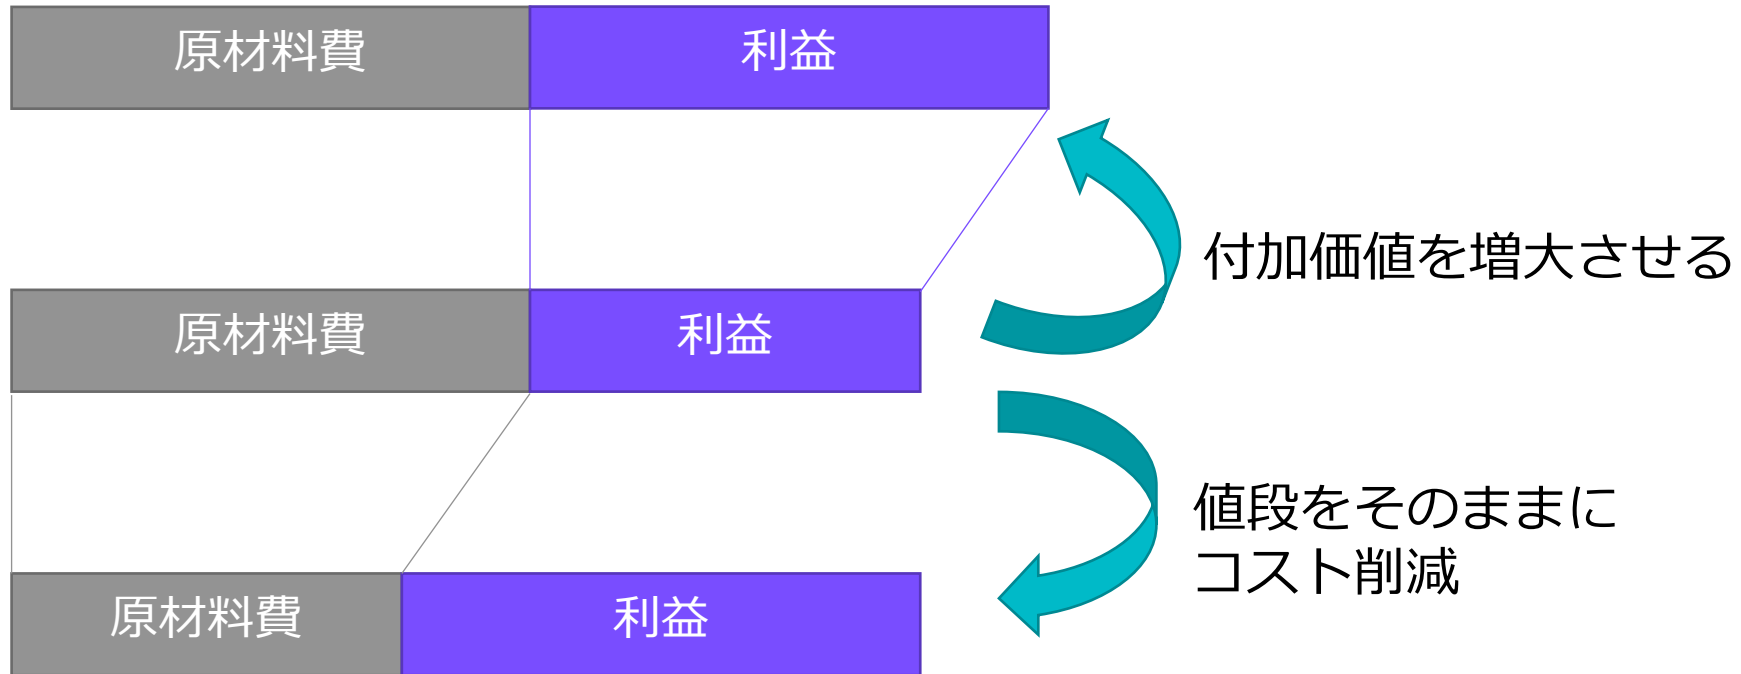 原材料費
利益
付加価値を増大させる
原材料費
利益
値段をそのままに
コスト削減
原材料費
利益